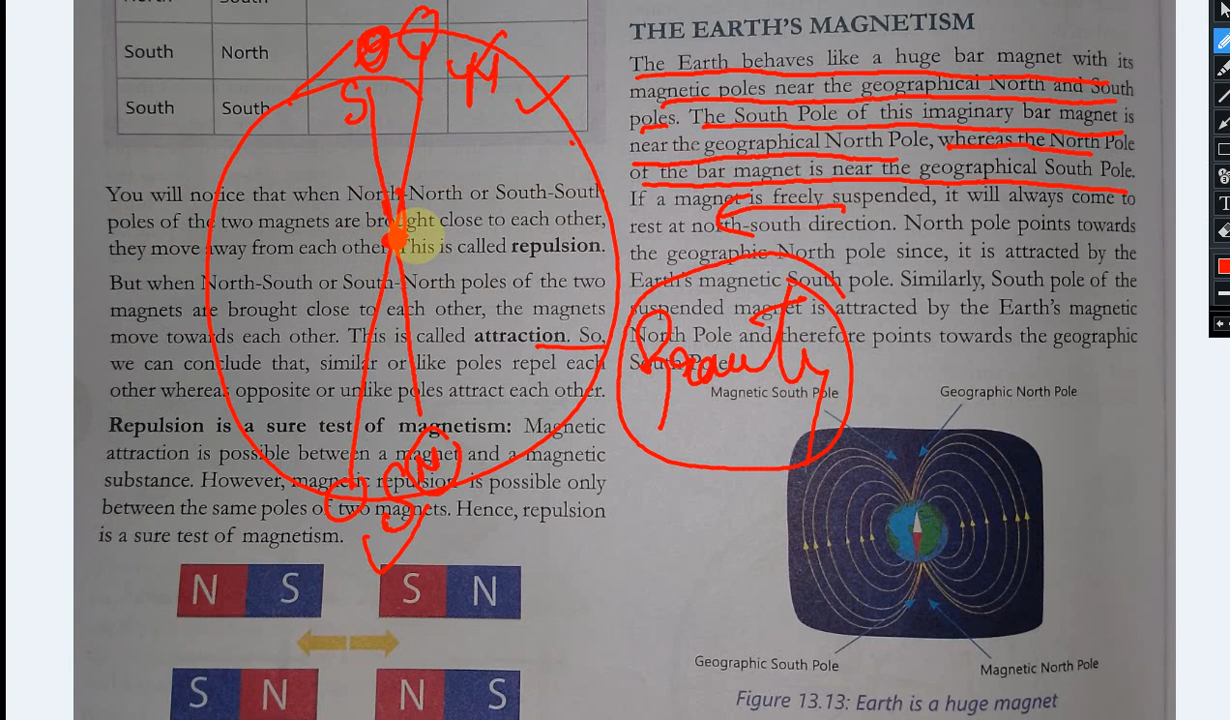 North South
South North
South South
You will notice that when North-North or South-South
poles of the two magnets are brought close to each other,
they move away from each other. This is called repulsion.
But when North-South or South-North poles of the two
magnets are brought close to each other, the magnets
move towards each other. This is called attraction. So,
we can conclude that, similar or like poles repel each
other whereas opposite or unlike poles attract each other.
Repulsion is a sure test of magnetism: Magnetic
attraction is possible between a magnet and a magnetic
substance. However, magnetic repulsion is possible only
between the same poles of two magnets. Hence, repulsion
is a sure test of magnetism.
N S S N
S N N S
S
N
S
THE EARTH'S MAGNETISM
The Earth behaves like a huge bar magnet with its
magnetic poles near the geographical North and South
poles. The South Pole of this imaginary bar magnet is
near the geographical North Pole, whereas the North Pole
of the bar magnet is near the geographical South Pole.
If a magnet is freely suspended, it will always come to
rest at north-south direction. North pole points towards
the geographic North pole since, it is attracted by the
Earth's magnetic South pole. Similarly, South pole of the
suspended magnet is attracted by the Earth's magnetic
North Pole and therefore points towards the geographic
South Pole.
Magnetic South Pole Geographic North Pole
Geographic South Pole Magnetic North Pole
Figure 13.13: Earth is a huge magnet